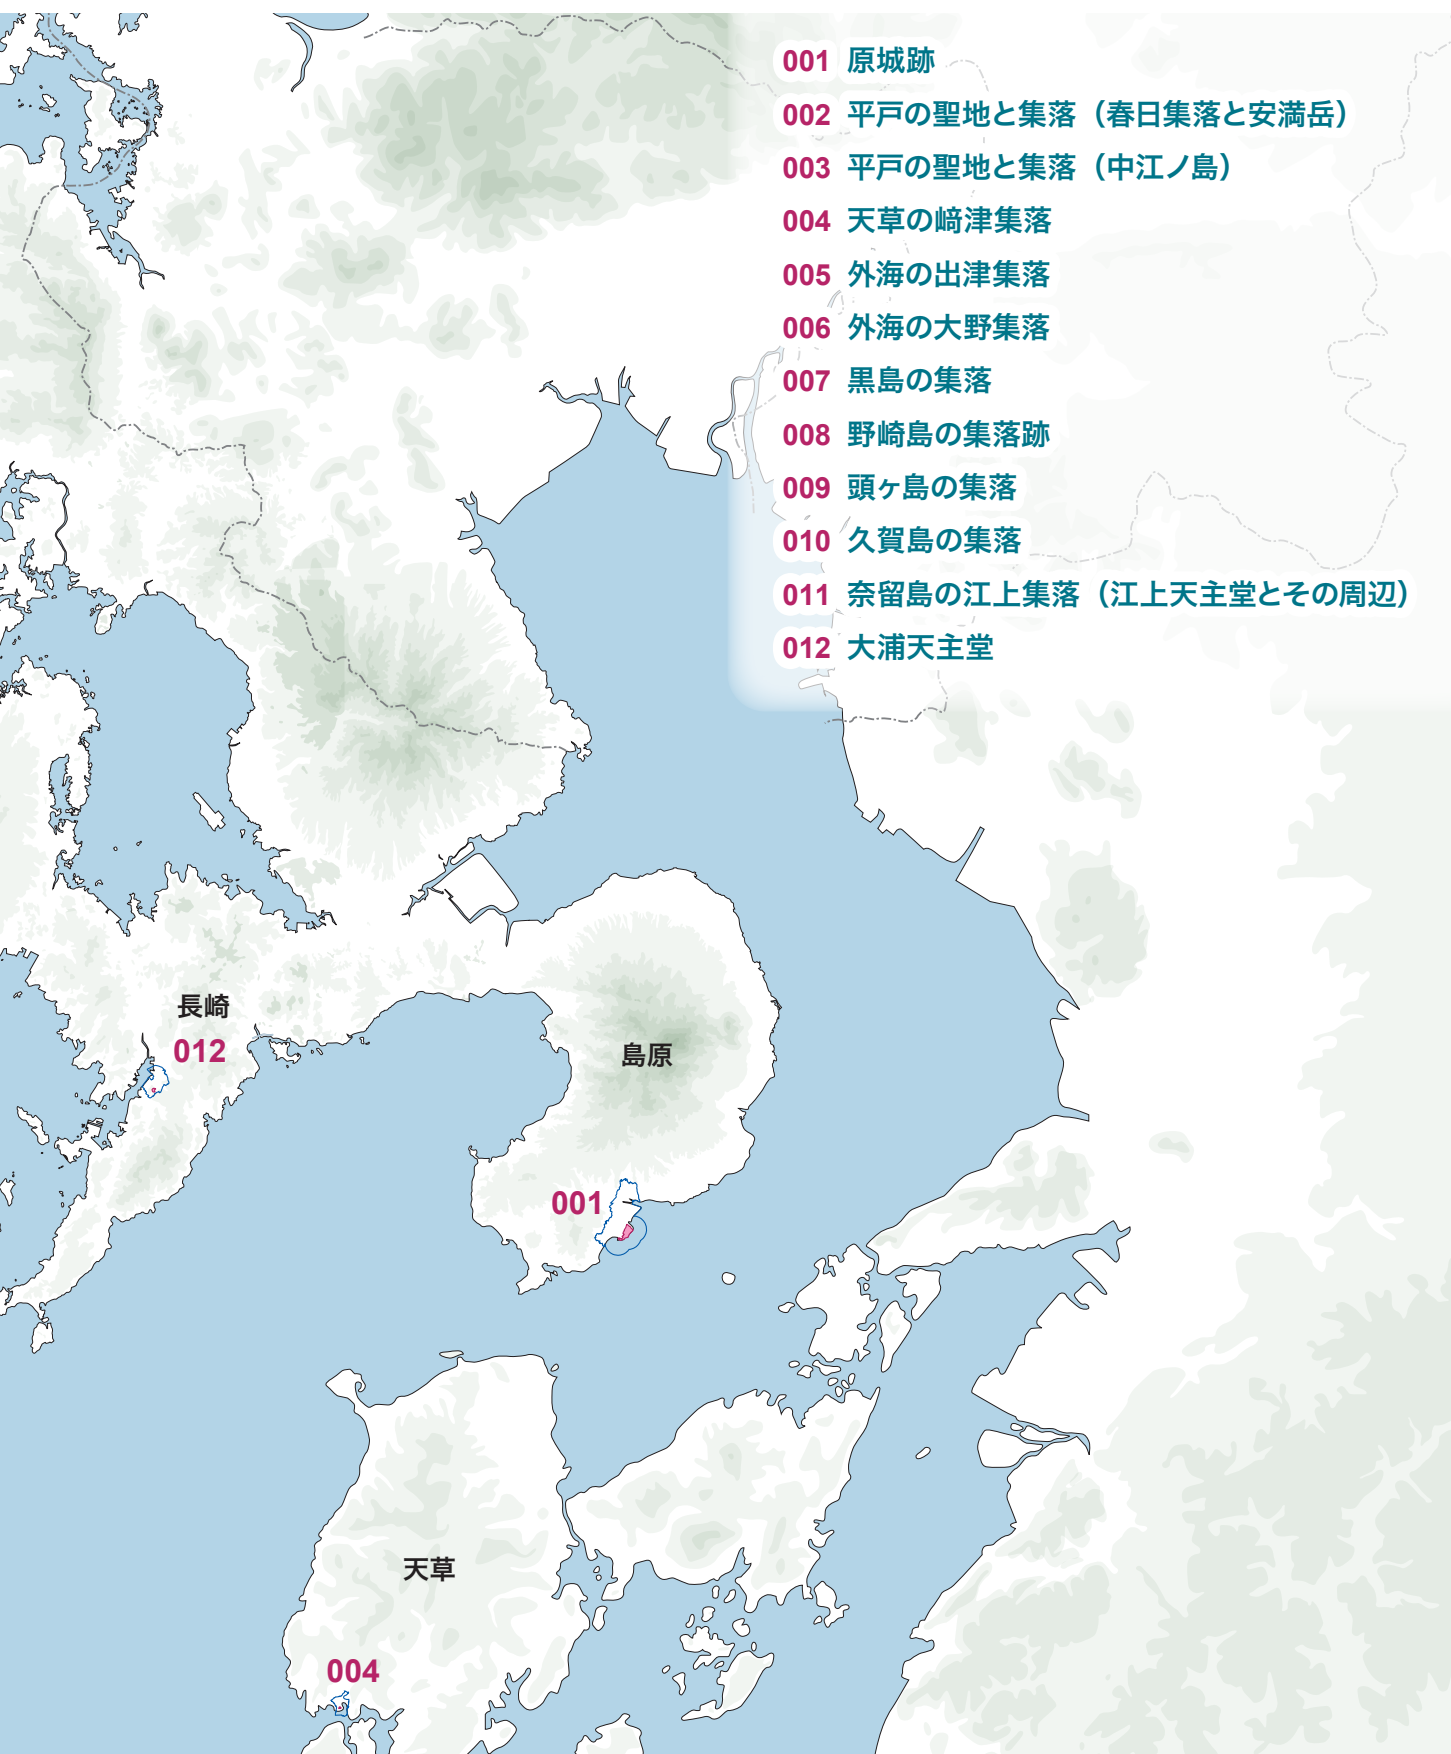 001 原城跡
002 平戸の聖地と集落（春日集落と安満岳）
003 平戸の聖地と集落（中江ノ島）
004 天草の﨑津集落
005 外海の出津集落
006 外海の大野集落
007 黒島の集落
008 野崎島の集落跡
009 頭ヶ島の集落
010 久賀島の集落
011 奈留島の江上集落（江上天主堂とその周辺）
012 大浦天主堂
長崎
012
島原
001
天草
004